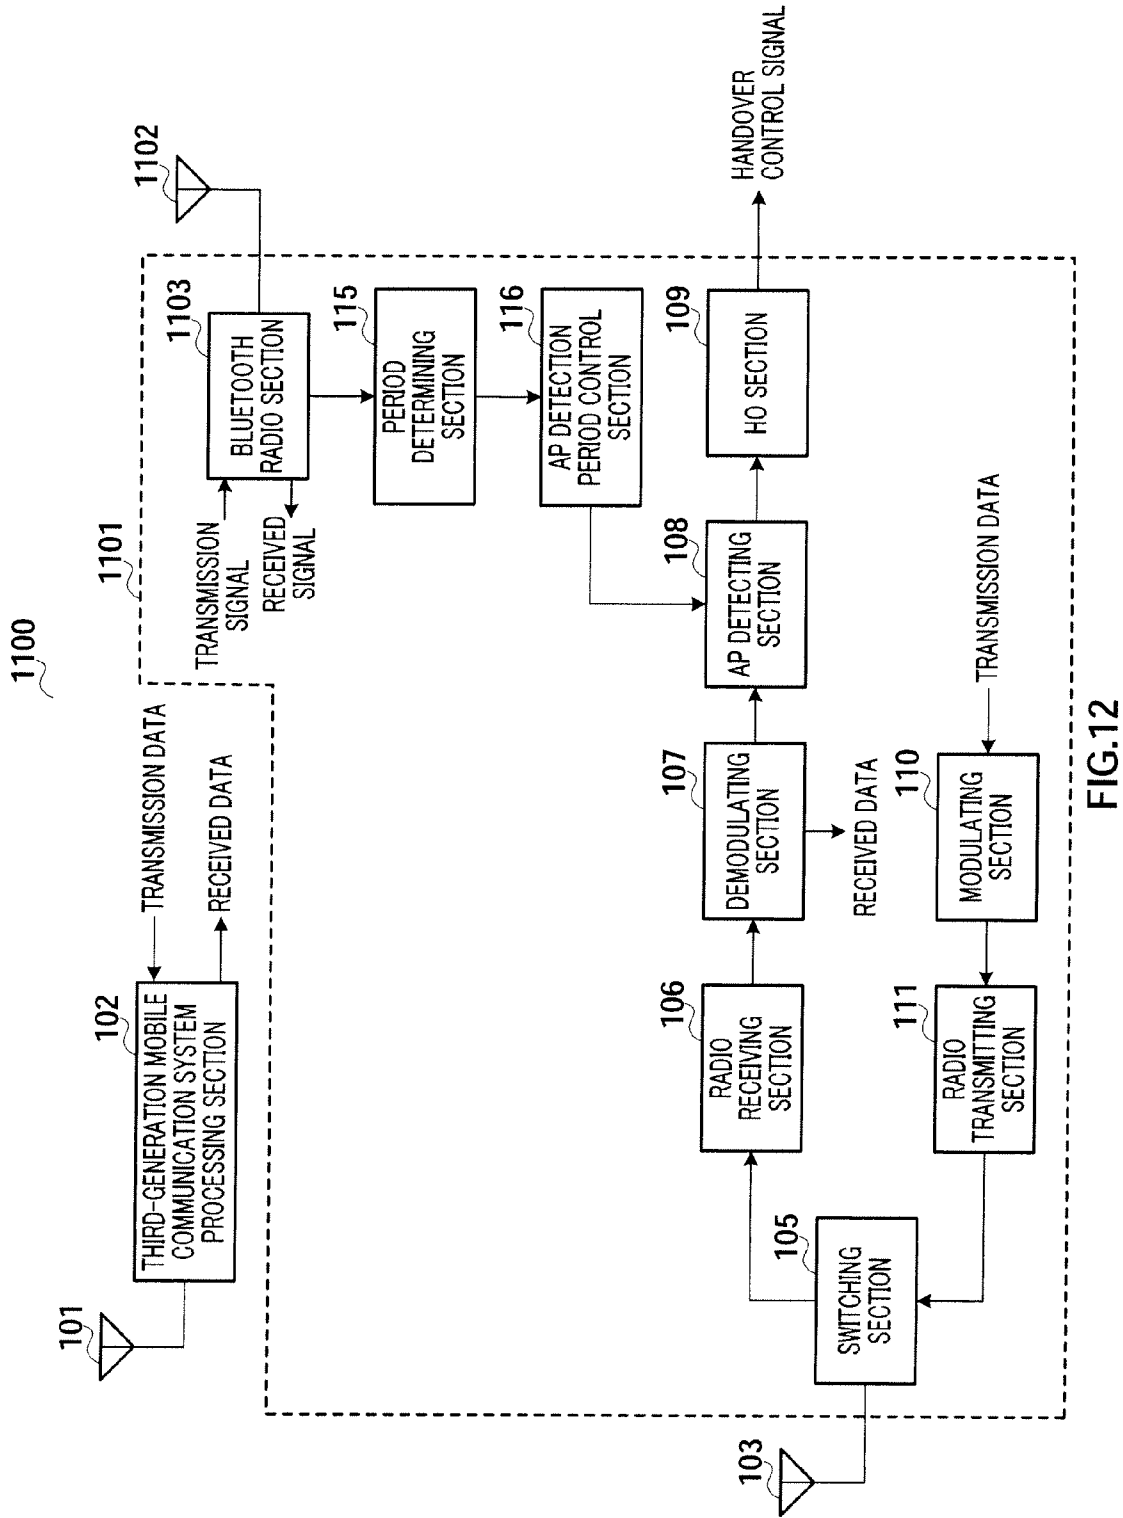 1100
101
102
THIRD-GENERATION MOBILE
COMMUNICATION SYSTEM
PROCESSING SECTION
TRANSMISSION DATA
RECEIVED DATA
1101
1102
1103
BLUETOOTH
RADIO SECTION
TRANSMISSION
SIGNAL
RECEIVED
SIGNAL
115
PERIOD
DETERMINING
SECTION
116
AP DETECTION
PERIOD CONTROL
SECTION
103
105
SWITCHING
SECTION
106
RADIO
RECEIVING
SECTION
107
DEMODULATING
SECTION
RECEIVED DATA
108
AP DETECTING
SECTION
109
HO SECTION
HANDOVER
CONTROL SIGNAL
111
RADIO
TRANSMITTING
SECTION
110
MODULATING
SECTION
TRANSMISSION DATA
FIG.12